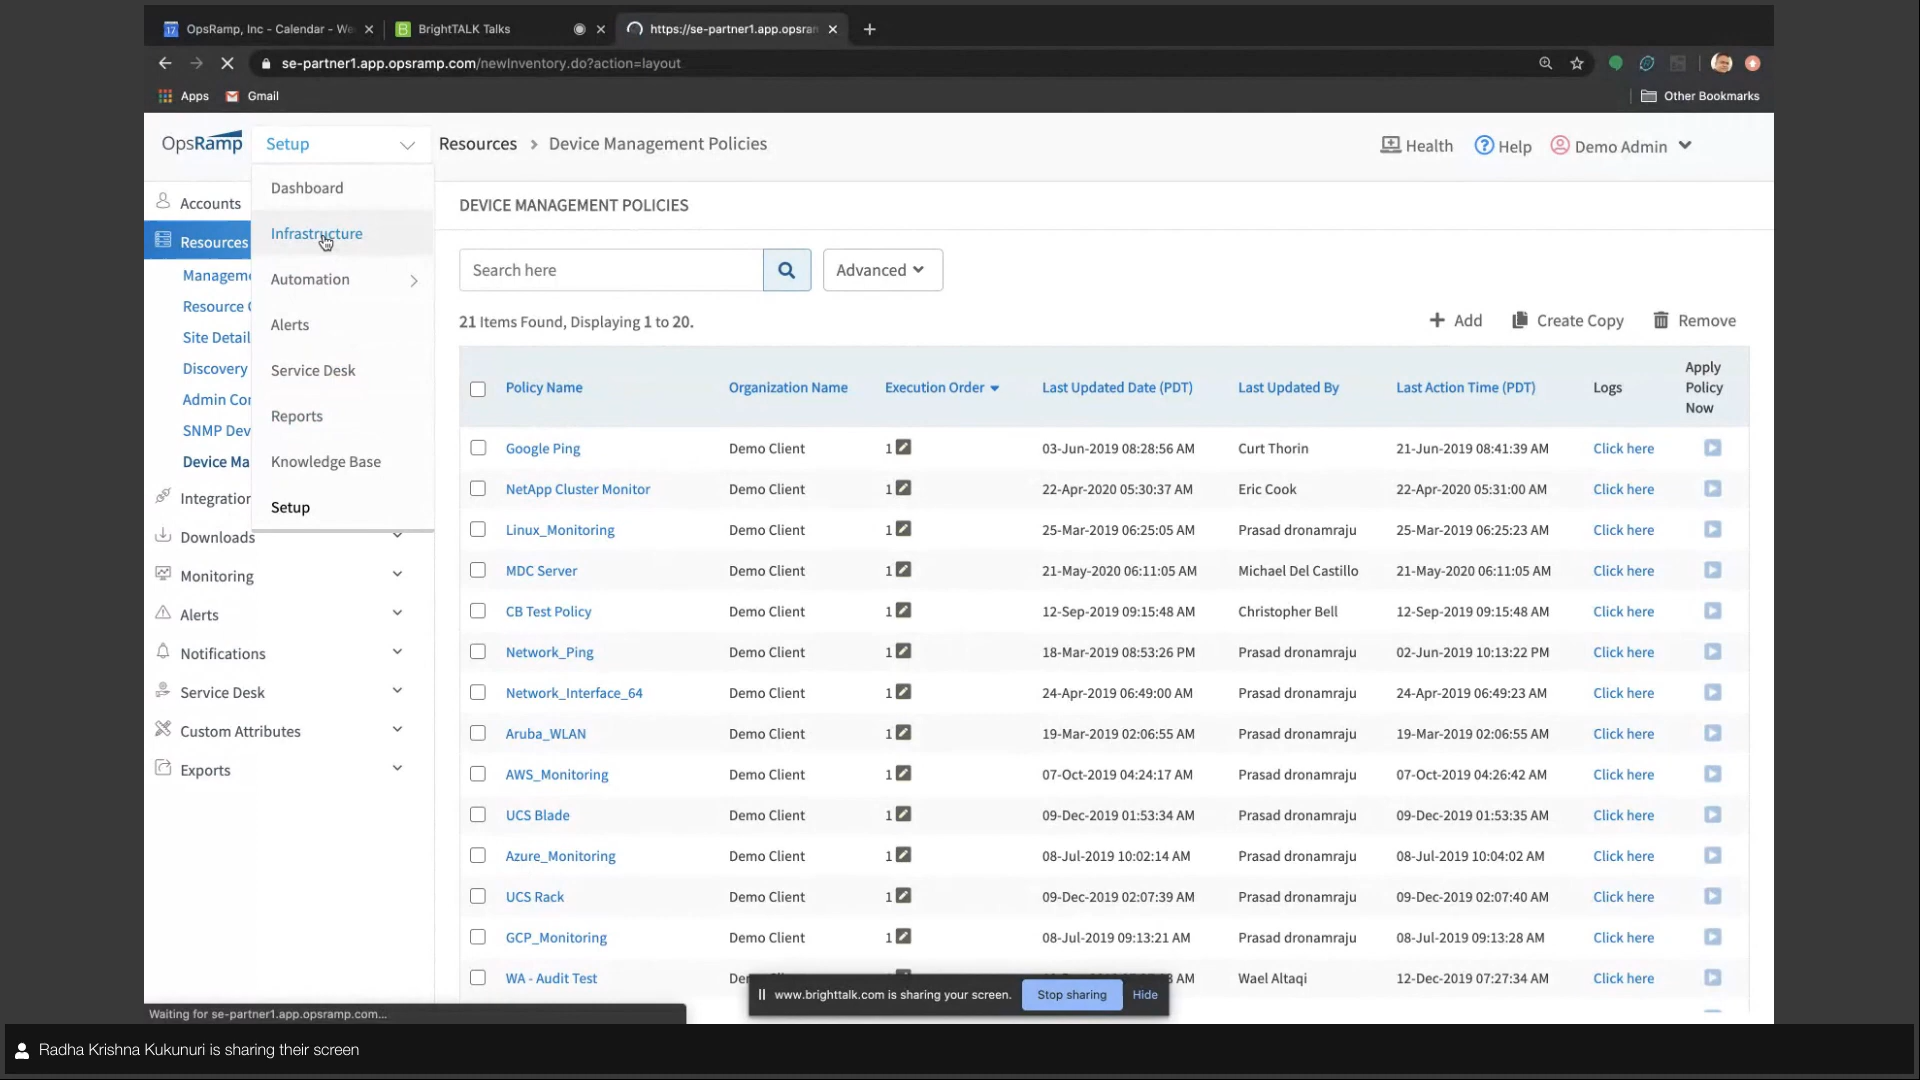 OpsRamp, Inc - Calendar - We
BrightTALK Talks
https://se-partner1.app.opsram
se-partner1.app.opsramp.com/newInventory.do?action=layout
Apps
Gmail
Other Bookmarks
OpsRamp
Setup
Resources > Device Management Policies
Health
Help
Demo Admin
Accounts
Resources
Manageme
Resource
Site Detail
Discovery
Admin Con
SNMP Dev
Device Ma
Integration
Downloads
Monitoring
Alerts
Notifications
Service Desk
Custom Attributes
Exports
Dashboard
Infrastructure
Automation
Alerts
Service Desk
Reports
Knowledge Base
Setup
DEVICE MANAGEMENT POLICIES
Search here
Advanced
21 Items Found, Displaying 1 to 20.
Add
Create Copy
Remove
Policy Name Organization Name Execution Order Last Updated Date (PDT) Last Updated By Last Action Time (PDT) Logs Apply Policy Now
Google Ping Demo Client 1 03-Jun-2019 08:28:56 AM Curt Thorin 21-Jun-2019 08:41:39 AM Click here
NetApp Cluster Monitor Demo Client 1 22-Apr-2020 05:30:37 AM Eric Cook 22-Apr-2020 05:31:00 AM Click here
Linux_Monitoring Demo Client 1 25-Mar-2019 06:25:05 AM Prasad dronamraju 25-Mar-2019 06:25:23 AM Click here
MDC Server Demo Client 1 21-May-2020 06:11:05 AM Michael Del Castillo 21-May-2020 06:11:05 AM Click here
CB Test Policy Demo Client 1 12-Sep-2019 09:15:48 AM Christopher Bell 12-Sep-2019 09:15:48 AM Click here
Network_Ping Demo Client 1 18-Mar-2019 08:53:26 PM Prasad dronamraju 02-Jun-2019 10:13:22 PM Click here
Network_Interface_64 Demo Client 1 24-Apr-2019 06:49:00 AM Prasad dronamraju 24-Apr-2019 06:49:23 AM Click here
Aruba_WLAN Demo Client 1 19-Mar-2019 02:06:55 AM Prasad dronamraju 19-Mar-2019 02:06:55 AM Click here
AWS_Monitoring Demo Client 1 07-Oct-2019 04:24:17 AM Prasad dronamraju 07-Oct-2019 04:26:42 AM Click here
UCS Blade Demo Client 1 09-Dec-2019 01:53:34 AM Prasad dronamraju 09-Dec-2019 01:53:35 AM Click here
Azure_Monitoring Demo Client 1 08-Jul-2019 10:02:14 AM Prasad dronamraju 08-Jul-2019 10:04:02 AM Click here
UCS Rack Demo Client 1 09-Dec-2019 02:07:39 AM Prasad dronamraju 09-Dec-2019 02:07:40 AM Click here
GCP_Monitoring Demo Client 1 08-Jul-2019 09:13:21 AM Prasad dronamraju 08-Jul-2019 09:13:28 AM Click here
WA - Audit Test AM Wael Altaqi 12-Dec-2019 07:27:34 AM Click here
www.brighttalk.com is sharing your screen. Stop sharing Hide
Waiting for se-partner1.app.opsramp.com...
Radha Krishna Kukunuri is sharing their screen